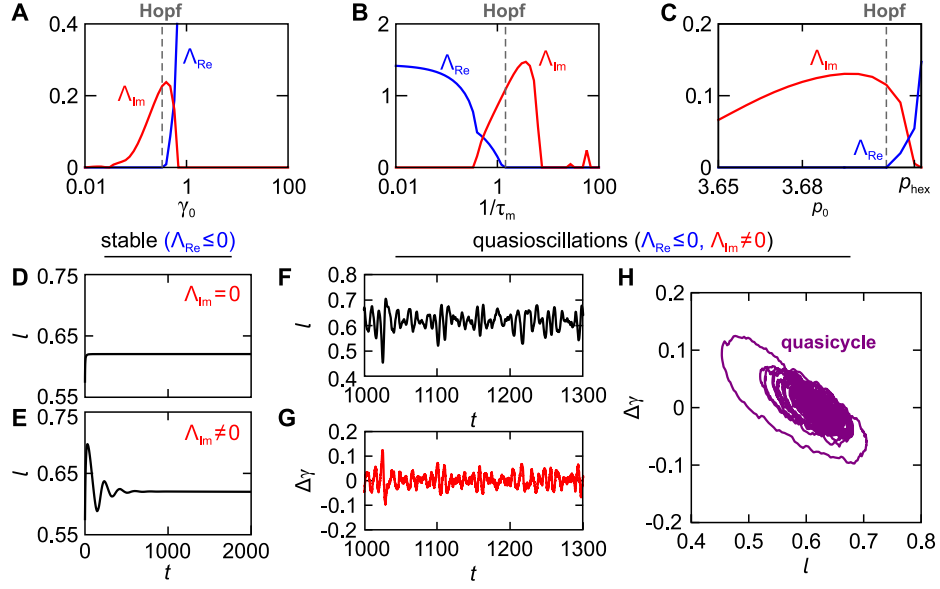 A
Hopf
0.4
0.2
0
Λ_Re
Λ_Im
0.01
1
100
γ_0
B
Hopf
2
1
0
Λ_Re
Λ_Im
0.01
1
100
1/τ_m
C
Hopf
0.2
0.1
0
Λ_Im
Λ_Re
3.65
3.68
p_hex
p_0
stable (Λ_Re ≤ 0)
quasioscillations (Λ_Re ≤ 0, Λ_Im ≠ 0)
D
0.75
0.65
0.55
l
Λ_Im = 0
E
0.75
0.65
0.55
l
Λ_Im ≠ 0
0
1000
2000
t
F
0.8
0.7
0.6
0.5
0.4
l
1000
1100
1200
1300
t
G
0.2
0.1
0
-0.1
-0.2
Δγ
1000
1100
1200
1300
t
H
0.2
0.1
0
-0.1
-0.2
Δγ
quasicycle
0.4
0.5
0.6
0.7
0.8
l